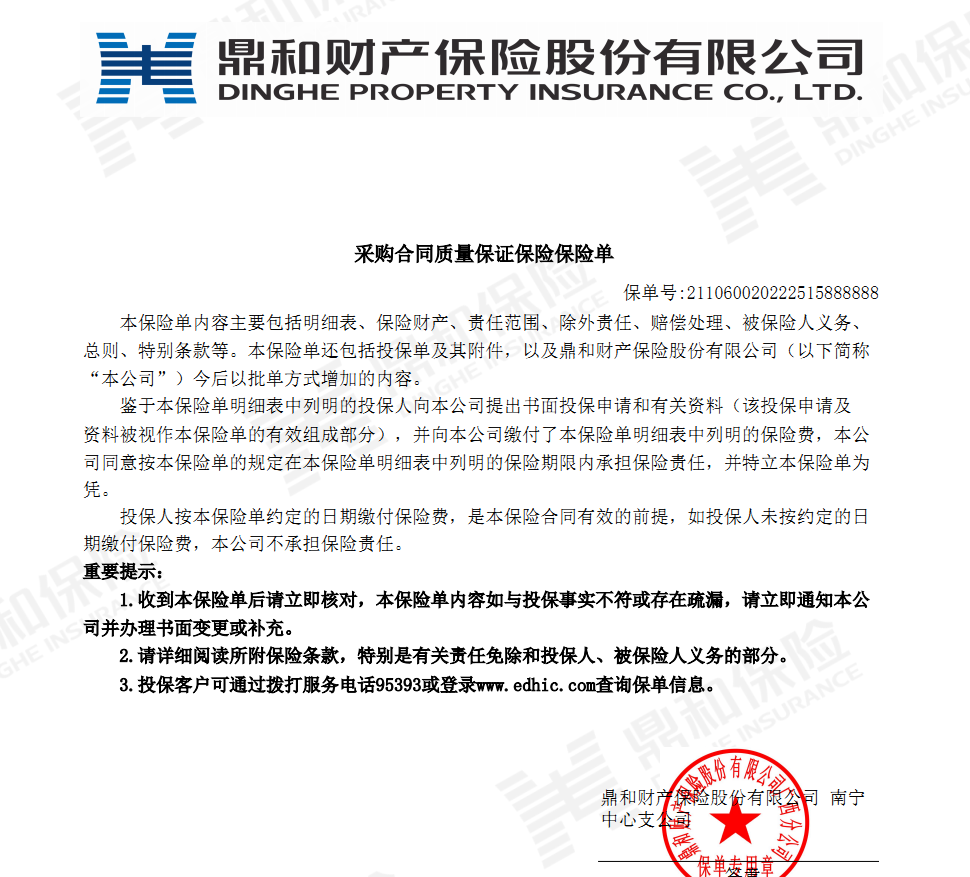 鼎和财产保险股份有限公司
DINGHE PROPERTY INSURANCE CO., LTD.
采购合同质量保证保险保险单
保单号:211060020222515888888
本保险单内容主要包括明细表、保险财产、责任范围、除外责任、赔偿处理、被保险人义务、
总则、特别条款等。本保险单还包括投保单及其附件，以及鼎和财产保险股份有限公司（以下简称
“本公司”）今后以批单方式增加的内容。
鉴于本保险单明细表中列明的投保人向本公司提出书面投保申请和有关资料（该投保申请及
资料被视作本保险单的有效组成部分），并向本公司缴付了本保险单明细表中列明的保险费，本公
司同意按本保险单的规定在本保险单明细表中列明的保险期限内承担保险责任，并特立本保险单为
凭。
投保人按本保险单约定的日期缴付保险费，是本保险合同有效的前提，如投保人未按约定的日
期缴付保险费，本公司不承担保险责任。
重要提示：
1.收到本保险单后请立即核对，本保险单内容如与投保事实不符或存在疏漏，请立即通知本公
司并办理书面变更或补充。
2.请详细阅读所附保险条款，特别是有关责任免除和投保人、被保险人义务的部分。
3.投保客户可通过拨打服务电话95393或登录www.edhic.com查询保单信息。
鼎和财产保险股份有限公司 南宁
中心支公司
鼎和财产保险股份有限公司广西分公司
保单专用章